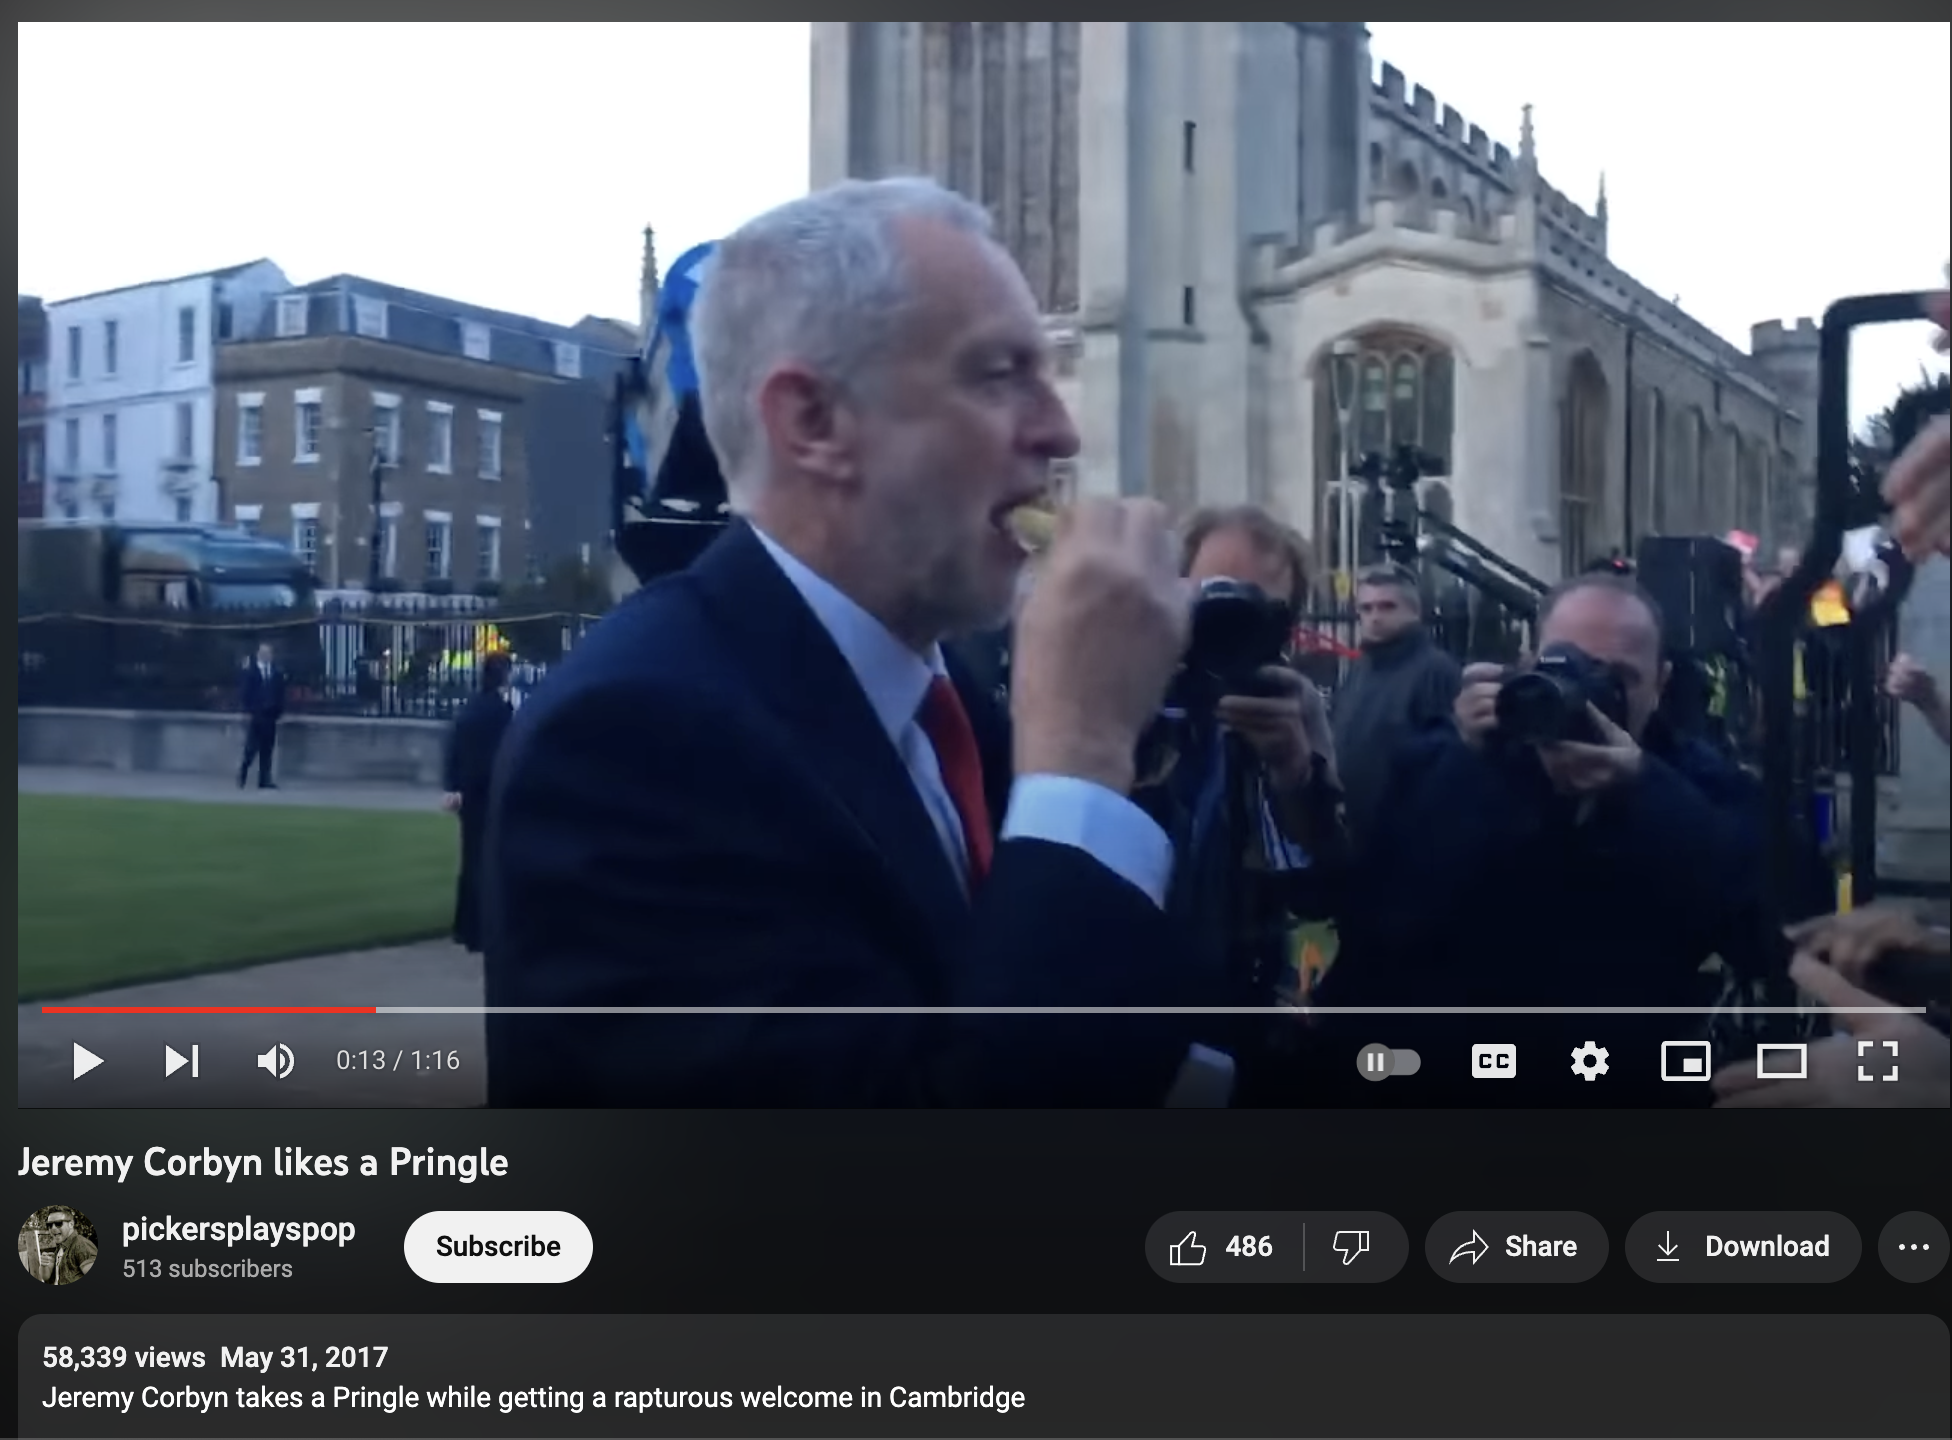 0:13 / 1:16
CC
Jeremy Corbyn likes a Pringle
pickersplayspop
513 subscribers
Subscribe
486
Share
Download
58,339 views May 31, 2017
Jeremy Corbyn takes a Pringle while getting a rapturous welcome in Cambridge